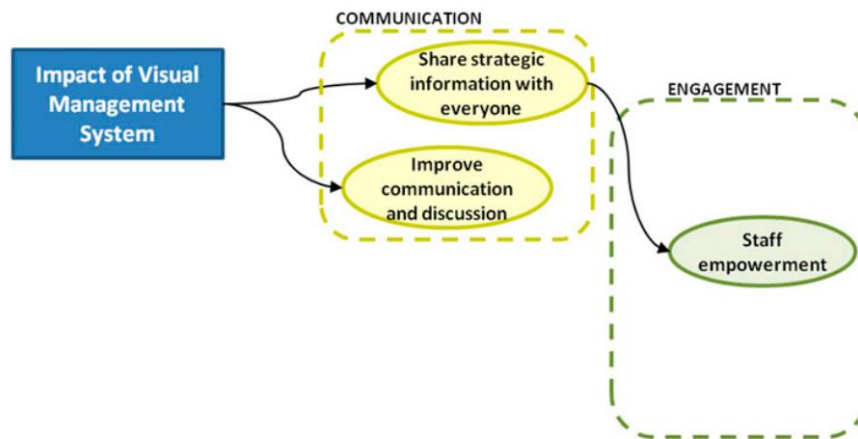 COMMUNICATION
Impact of Visual
Management
System
Share strategic
information with
everyone
ENGAGEMENT
Improve
communication
and discussion
Staff
empowerment